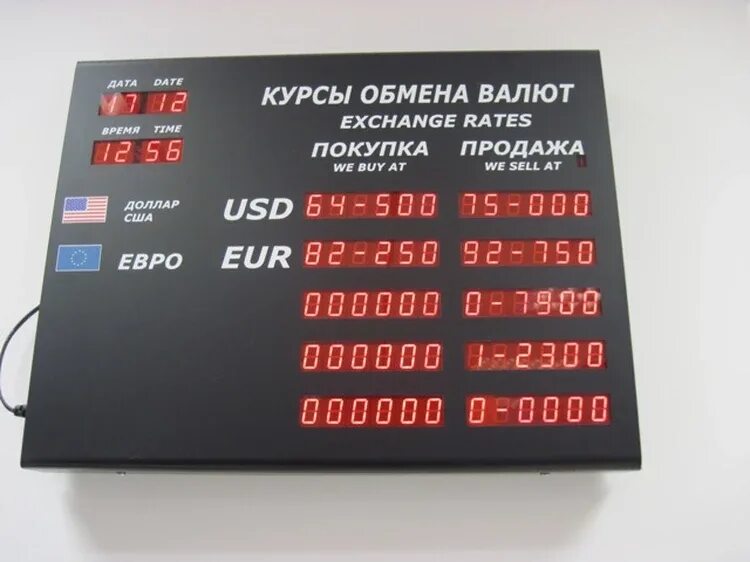 ДАТА DATE
17 12
ВРЕМЯ TIME
12 56
КУРСЫ ОБМЕНА ВАЛЮТ
EXCHANGE RATES
ПОКУПКА ПРОДАЖА
WE BUY AT WE SELL AT
ДОЛЛАР
США
USD 64-500 75-000
ЕВРО EUR 82-250 92-750
000000 0-7900
000000 1-2300
000000 0-0000